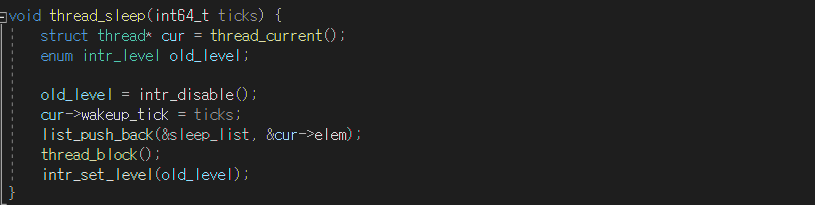 void thread_sleep(int64_t ticks) {
    struct thread* cur = thread_current();
    enum intr_level old_level;

    old_level = intr_disable();
    cur->wakeup_tick = ticks;
    list_push_back(&sleep_list, &cur->elem);
    thread_block();
    intr_set_level(old_level);
}